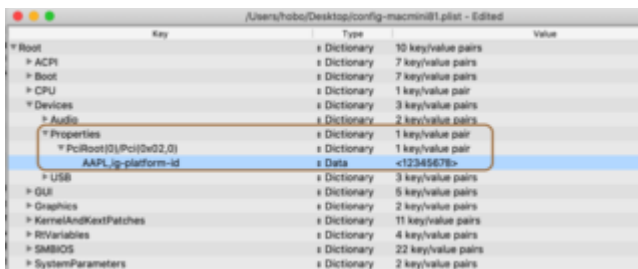 /Users/hobo/Desktop/config-macmini81.plist - Edited
Key Type Value
Root Dictionary 10 key/value pairs
ACPI Dictionary 7 key/value pairs
Boot Dictionary 7 key/value pairs
CPU Dictionary 1 key/value pair
Devices Dictionary 3 key/value pairs
Audio Dictionary 2 key/value pairs
Properties Dictionary 1 key/value pair
PciRoot(0)/Pci(0x02,0) Dictionary 1 key/value pair
AAPL,ig-platform-id Data <12345678>
USB Dictionary 3 key/value pairs
GUI Dictionary 5 key/value pairs
Graphics Dictionary 2 key/value pairs
KernelAndKextPatches Dictionary 11 key/value pairs
RtVariables Dictionary 4 key/value pairs
SMBIOS Dictionary 22 key/value pairs
SystemParameters Dictionary 2 key/value pairs